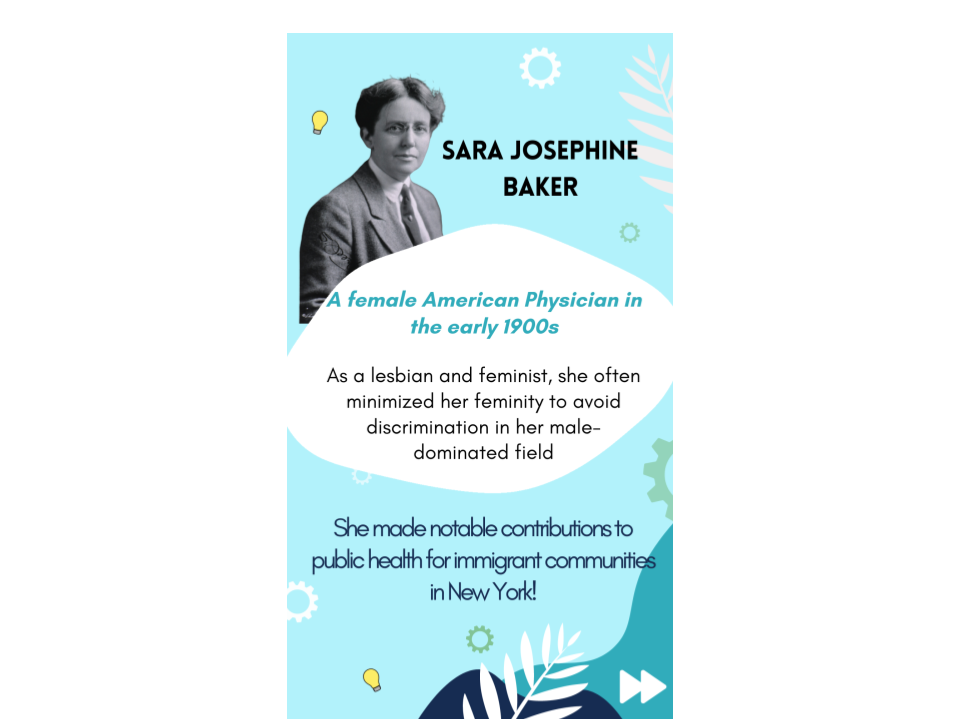 SARA JOSEPHINE
BAKER
A female American Physician in
the early 1900s
As a lesbian and feminist, she often
minimized her feminity to avoid
discrimination in her male-
dominated field
She made notable contributions to
public health for immigrant communities
in New York!